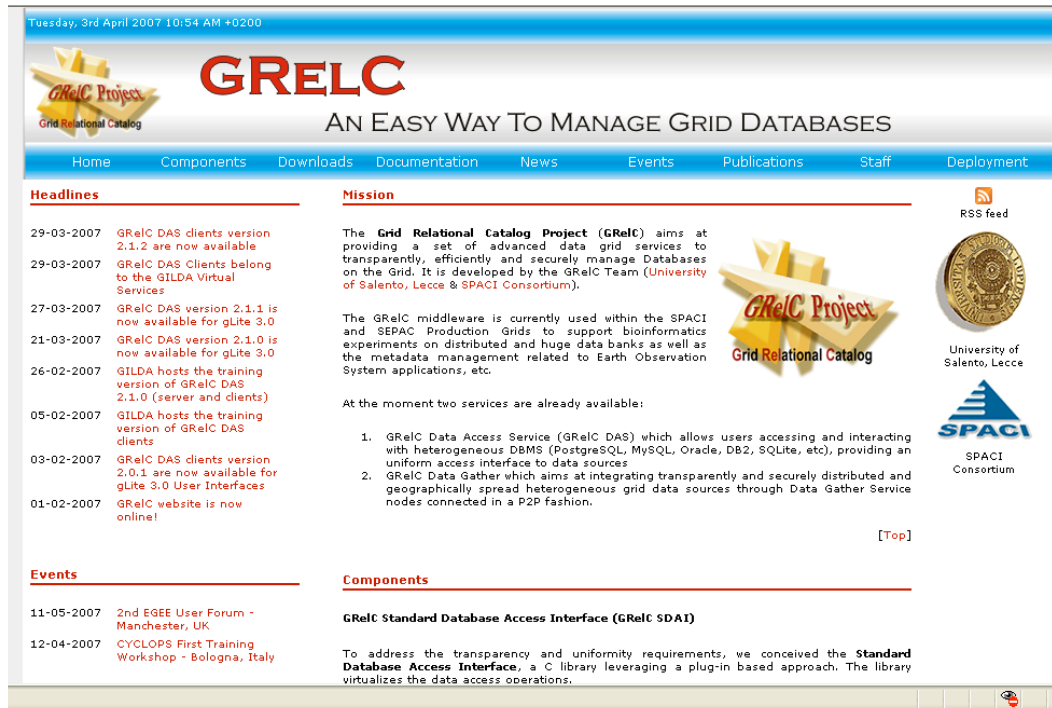 Tuesday, 3rd April 2007 10:54 AM +0200
GRelC Project
Grid Relational Catalog
GRELC
AN EASY WAY TO MANAGE GRID DATABASES
Home Components Downloads Documentation News Events Publications Staff Deployment
Headlines
29-03-2007 GRelC DAS clients version
2.1.2 are now available
29-03-2007 GRelC DAS Clients belong
to the GILDA Virtual
Services
27-03-2007 GRelC DAS version 2.1.1 is
now available for gLite 3.0
21-03-2007 GRelC DAS version 2.1.0 is
now available for gLite 3.0
26-02-2007 GILDA hosts the training
version of GRelC DAS
2.1.0 (server and clients)
05-02-2007 GILDA hosts the training
version of GRelC DAS
clients
03-02-2007 GRelC DAS clients version
2.0.1 are now available for
gLite 3.0 User Interfaces
01-02-2007 GRelC website is now
online!
Events
11-05-2007 2nd EGEE User Forum -
Manchester, UK
12-04-2007 CYCLOPS First Training
Workshop - Bologna, Italy
Mission
The Grid Relational Catalog Project (GRelC) aims at
providing a set of advanced data grid services to
transparently, efficiently and securely manage Databases
on the Grid. It is developed by the GRelC Team (University
of Salento, Lecce & SPACI Consortium).
The GRelC middleware is currently used within the SPACI
and SEPAC Production Grids to support bioinformatics
experiments on distributed and huge data banks as well as
the metadata management related to Earth Observation
System applications, etc.
GRelC Project
Grid Relational Catalog
At the moment two services are already available:
1. GRelC Data Access Service (GRelC DAS) which allows users accessing and interacting
with heterogeneous DBMS (PostgreSQL, MySQL, Oracle, DB2, SQLite, etc), providing an
uniform access interface to data sources
2. GRelC Data Gather which aims at integrating transparently and securely distributed and
geographically spread heterogeneous grid data sources through Data Gather Service
nodes connected in a P2P fashion.
[Top]
Components
GRelC Standard Database Access Interface (GRelC SDAI)
To address the transparency and uniformity requirements, we conceived the Standard
Database Access Interface, a C library leveraging a plug-in based approach. The library
virtualizes the data access operations.
RSS feed
University of
Salento, Lecce
SPACI
SPACI
Consortium